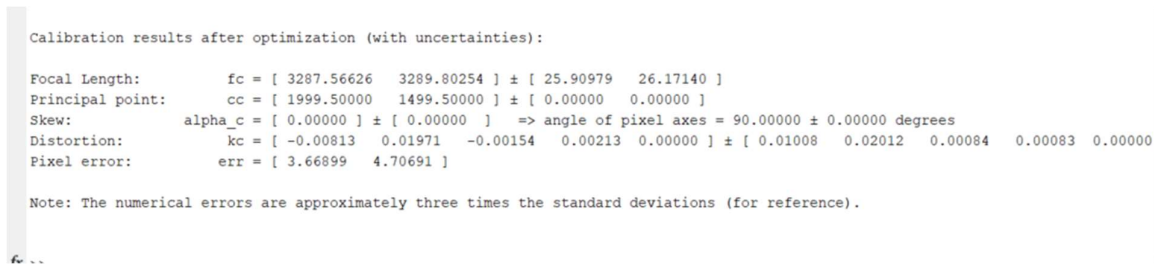 Calibration results after optimization (with uncertainties):
Focal Length: fc = [ 3287.56626 3289.80254 ] ± [ 25.90979 26.17140 ]
Principal point: cc = [ 1999.50000 1499.50000 ] ± [ 0.00000 0.00000 ]
Skew: alpha_c = [ 0.00000 ] ± [ 0.00000 ] => angle of pixel axes = 90.00000 ± 0.00000 degrees
Distortion: kc = [ -0.00813 0.01971 -0.00154 0.00213 0.00000 ] ± [ 0.01008 0.02012 0.00084 0.00083 0.00000
Pixel error: err = [ 3.66899 4.70691 ]
Note: The numerical errors are approximately three times the standard deviations (for reference).